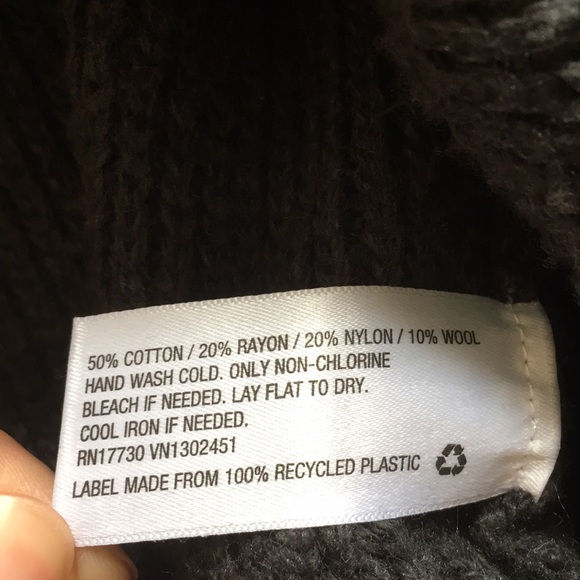 50% COTTON / 20% RAYON / 20% NYLON / 10% WOOL
HAND WASH COLD. ONLY NON-CHLORINE
BLEACH IF NEEDED. LAY FLAT TO DRY.
COOL IRON IF NEEDED.
RN17730 VN1302451
LABEL MADE FROM 100% RECYCLED PLASTIC